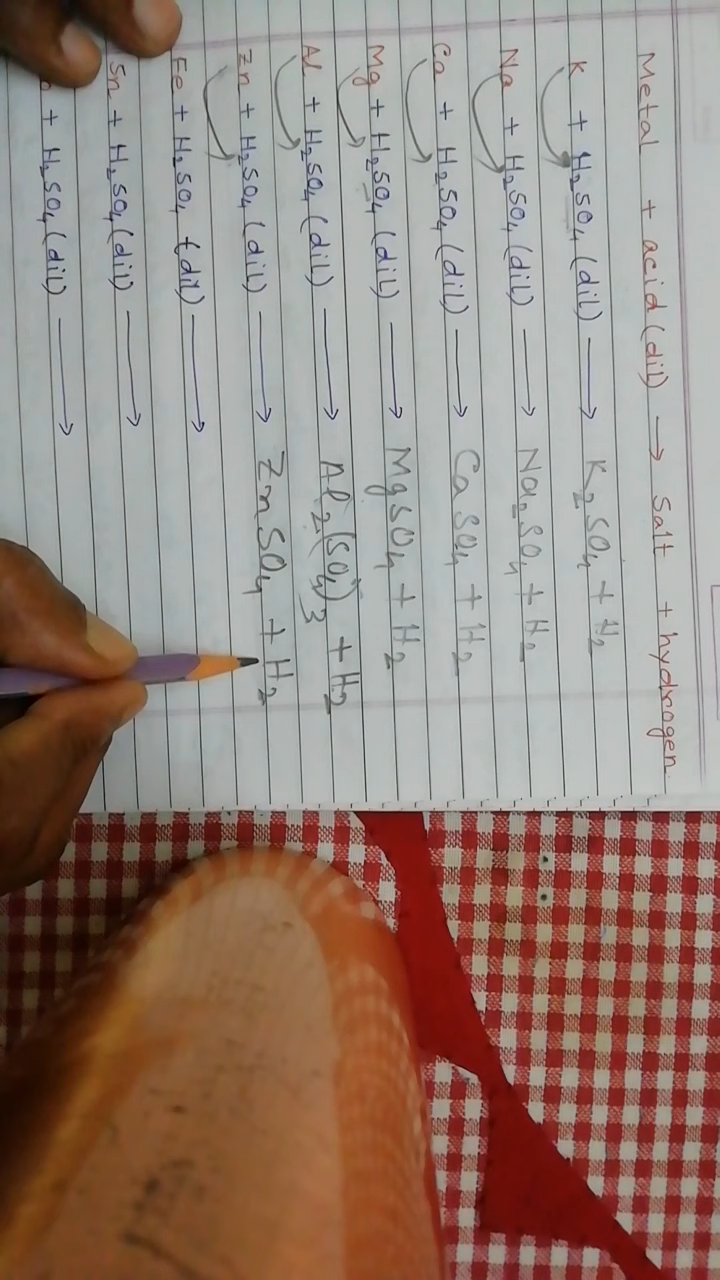 Metal + acid (dil) → Salt + hydrogen
K + H₂SO₄ (dil) → K₂SO₄ + H₂
Na + H₂SO₄ (dil) → Na₂SO₄ + H₂
Ca + H₂SO₄ (dil) → CaSO₄ + H₂
Mg + H₂SO₄ (dil) → MgSO₄ + H₂
Al + H₂SO₄ (dil) → Al₂(SO₄)₃ + H₂
Zn + H₂SO₄ (dil) → ZnSO₄ + H₂
Fe + H₂SO₄ (dil) →
Sn + H₂SO₄ (dil) →
+ H₂SO₄ (dil) →